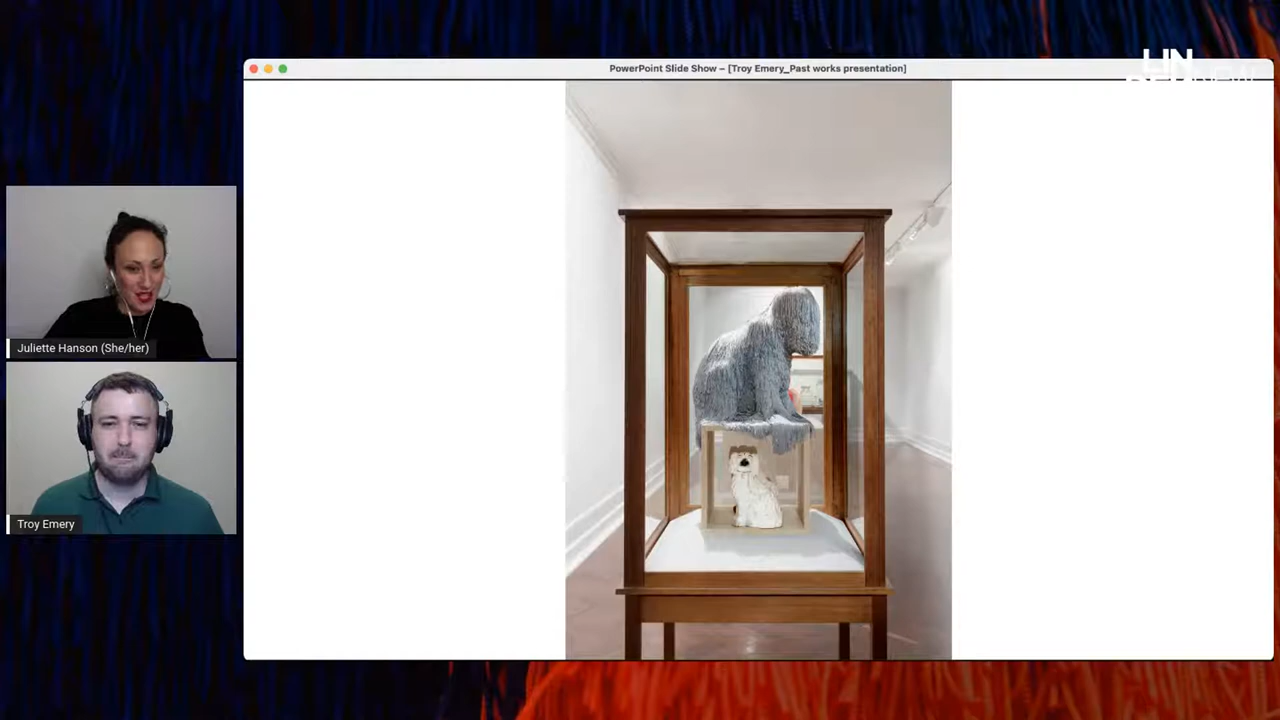 PowerPoint Slide Show – [Troy Emery_Past works presentation]
Juliette Hanson (She/her)
Troy Emery